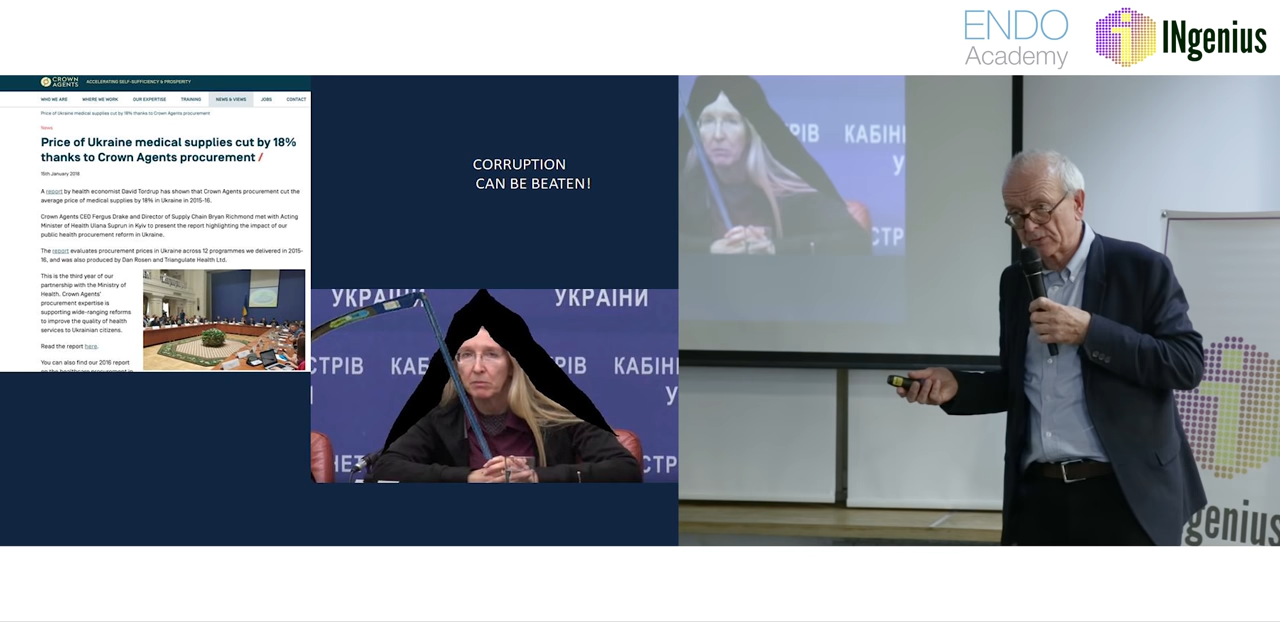 ENDO
Academy
INgenius
CROWN
AGENTS
ACCELERATING SELF-SUFFICIENCY & PROSPERITY
WHO WE ARE
WHERE WE WORK
OUR EXPERTISE
TRAINING
NEWS & VIEWS
JOBS
CONTACT
Price of Ukraine medical supplies cut by 18% thanks to Crown Agents procurement
News
Price of Ukraine medical supplies cut by 18%
thanks to Crown Agents procurement /
15th January 2018
A report by health economist David Tordrup has shown that Crown Agents procurement cut the
average price of medical supplies by 18% in Ukraine in 2015-16.
Crown Agents CEO Fergus Drake and Director of Supply Chain Bryan Richmond met with Acting
Minister of Health Ulana Suprun in Kyiv to present the report highlighting the impact of our
public health procurement reform in Ukraine.
The report evaluates procurement prices in Ukraine across 12 programmes we delivered in 2015-
16, and was also produced by Dan Rosen and Triangulate Health Ltd.
This is the third year of our
partnership with the Ministry of
Health. Crown Agents'
procurement expertise is
supporting wide-ranging reforms
to improve the quality of health
services to Ukrainian citizens.
Read the report here.
You can also find our 2016 report
CORRUPTION
CAN BE BEATEN!
УКРАЇНИ
УКРАЇНИ
ТРІВ
КАБ
ІВ
КАБІН
У
НЕТ
СТР
РІВ
КАБІН
У
СТР
genius